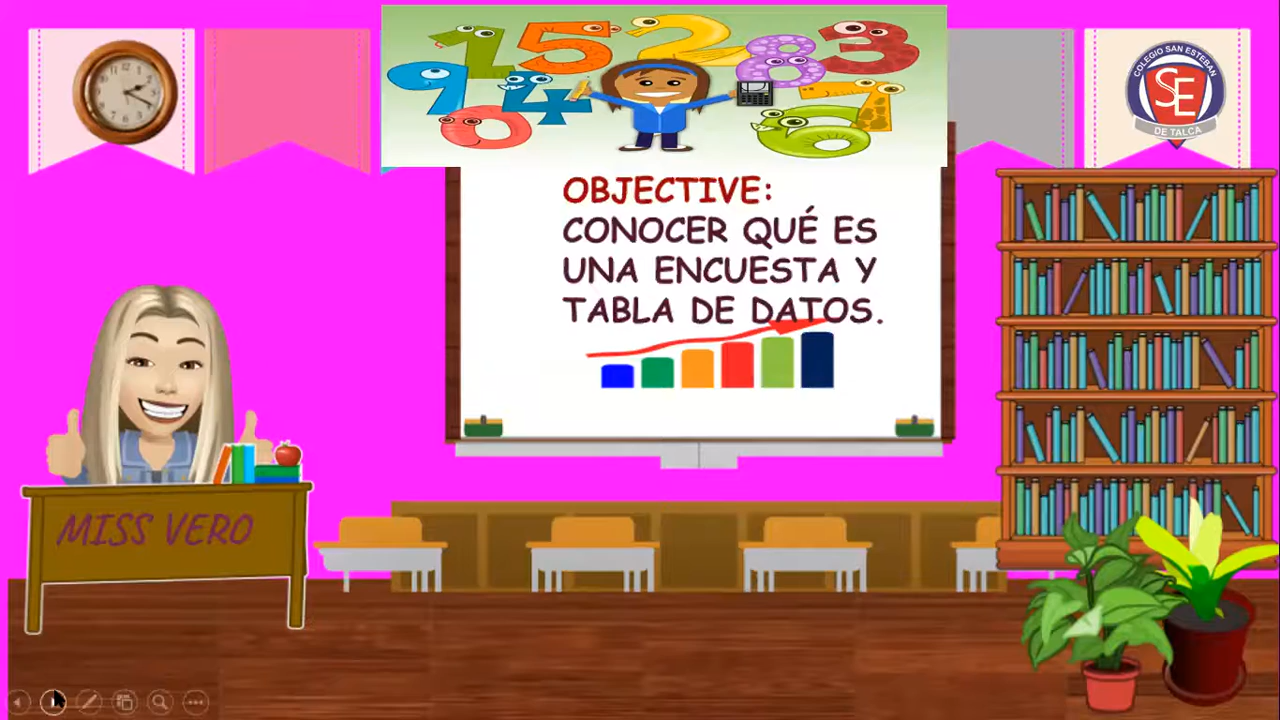 COLEGIO SAN ESTEBAN
SE
DE TALCA
OBJECTIVE:
CONOCER QUÉ ES
UNA ENCUESTA Y
TABLA DE DATOS.
MISS VERO